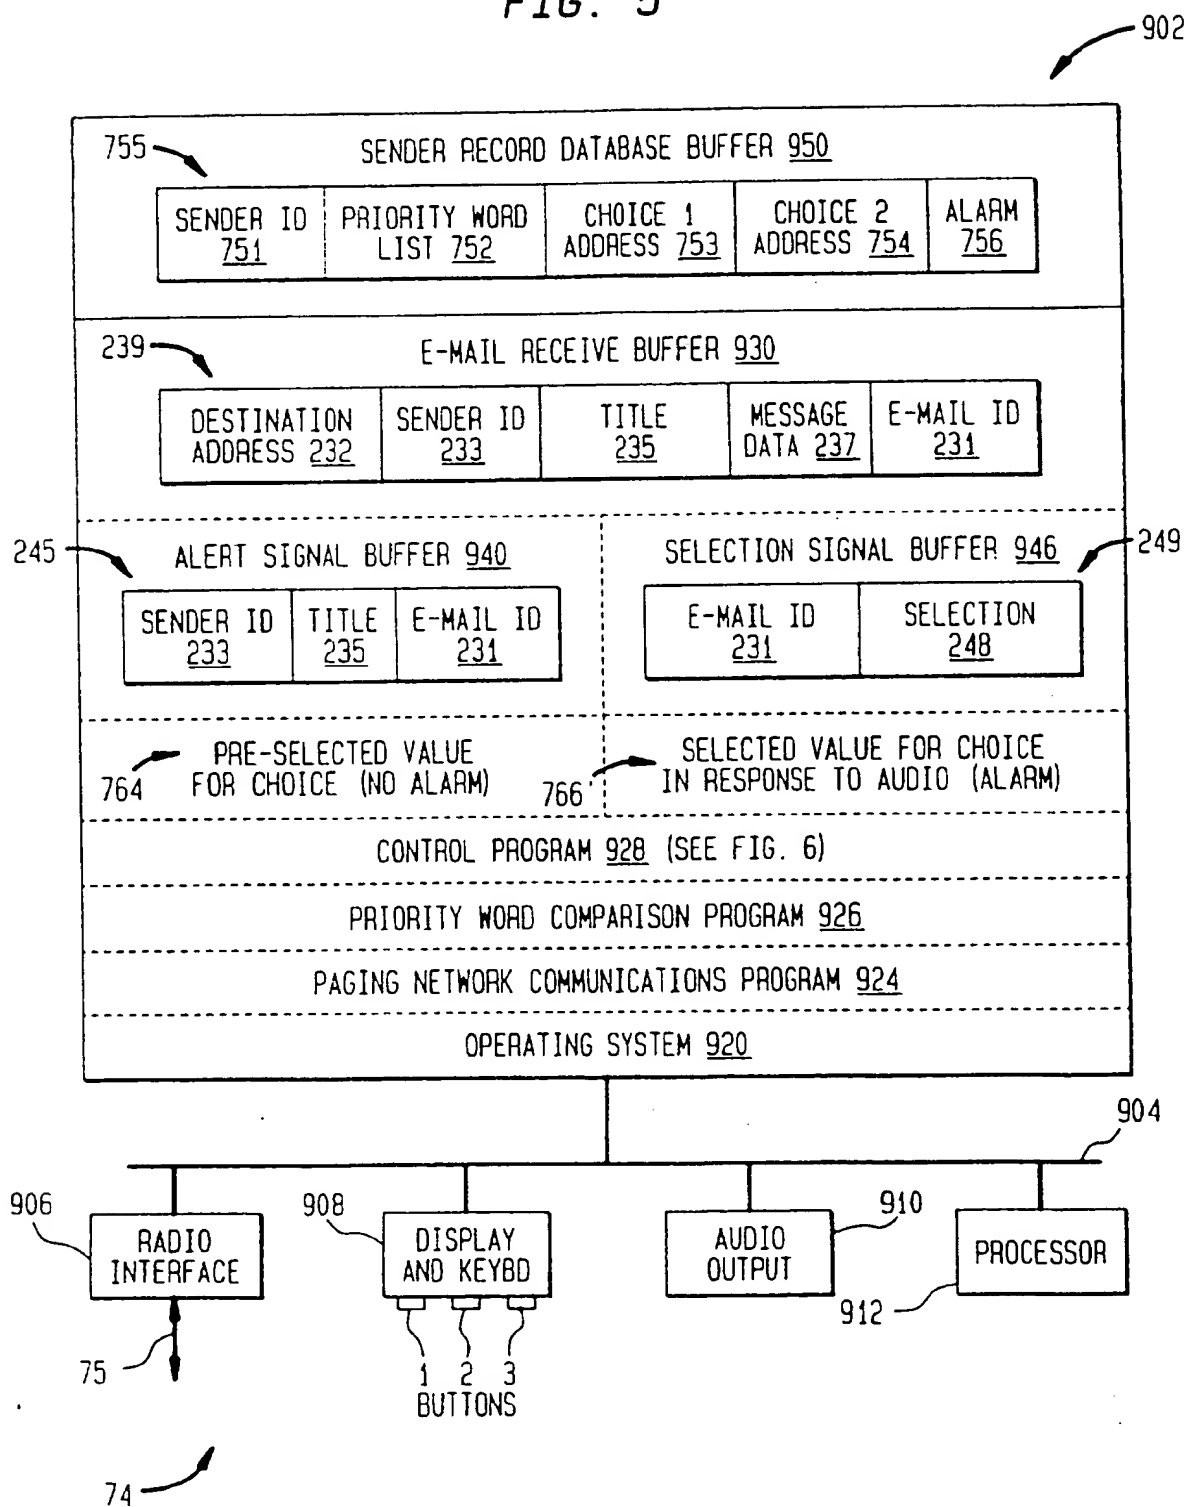 FIG. 5
902
755
SENDER RECORD DATABASE BUFFER 950
SENDER ID
751
PRIORITY WORD
LIST 752
CHOICE 1
ADDRESS 753
CHOICE 2
ADDRESS 754
ALARM
756
239
E-MAIL RECEIVE BUFFER 930
DESTINATION
ADDRESS 232
SENDER ID
233
TITLE
235
MESSAGE
DATA 237
E-MAIL ID
231
245
ALERT SIGNAL BUFFER 940
SENDER ID
233
TITLE
235
E-MAIL ID
231
SELECTION SIGNAL BUFFER 946
249
E-MAIL ID
231
SELECTION
248
764
PRE-SELECTED VALUE
FOR CHOICE (NO ALARM)
766
SELECTED VALUE FOR CHOICE
IN RESPONSE TO AUDIO (ALARM)
CONTROL PROGRAM 928 (SEE FIG. 6)
PRIORITY WORD COMPARISON PROGRAM 926
PAGING NETWORK COMMUNICATIONS PROGRAM 924
OPERATING SYSTEM 920
904
906
RADIO
INTERFACE
908
DISPLAY
AND KEYBD
910
AUDIO
OUTPUT
PROCESSOR
912
75
1 2 3
BUTTONS
74